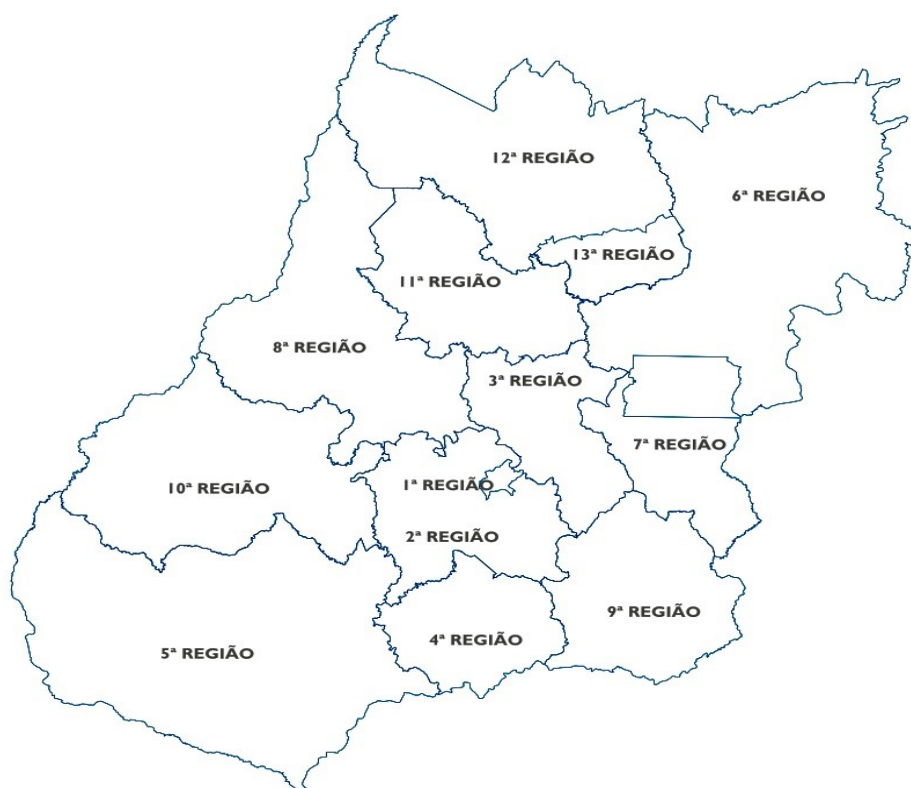 12ª REGIÃO
6ª REGIÃO
13ª REGIÃO
11ª REGIÃO
8ª REGIÃO
3ª REGIÃO
7ª REGIÃO
1ª REGIÃO
10ª REGIÃO
2ª REGIÃO
9ª REGIÃO
4ª REGIÃO
5ª REGIÃO